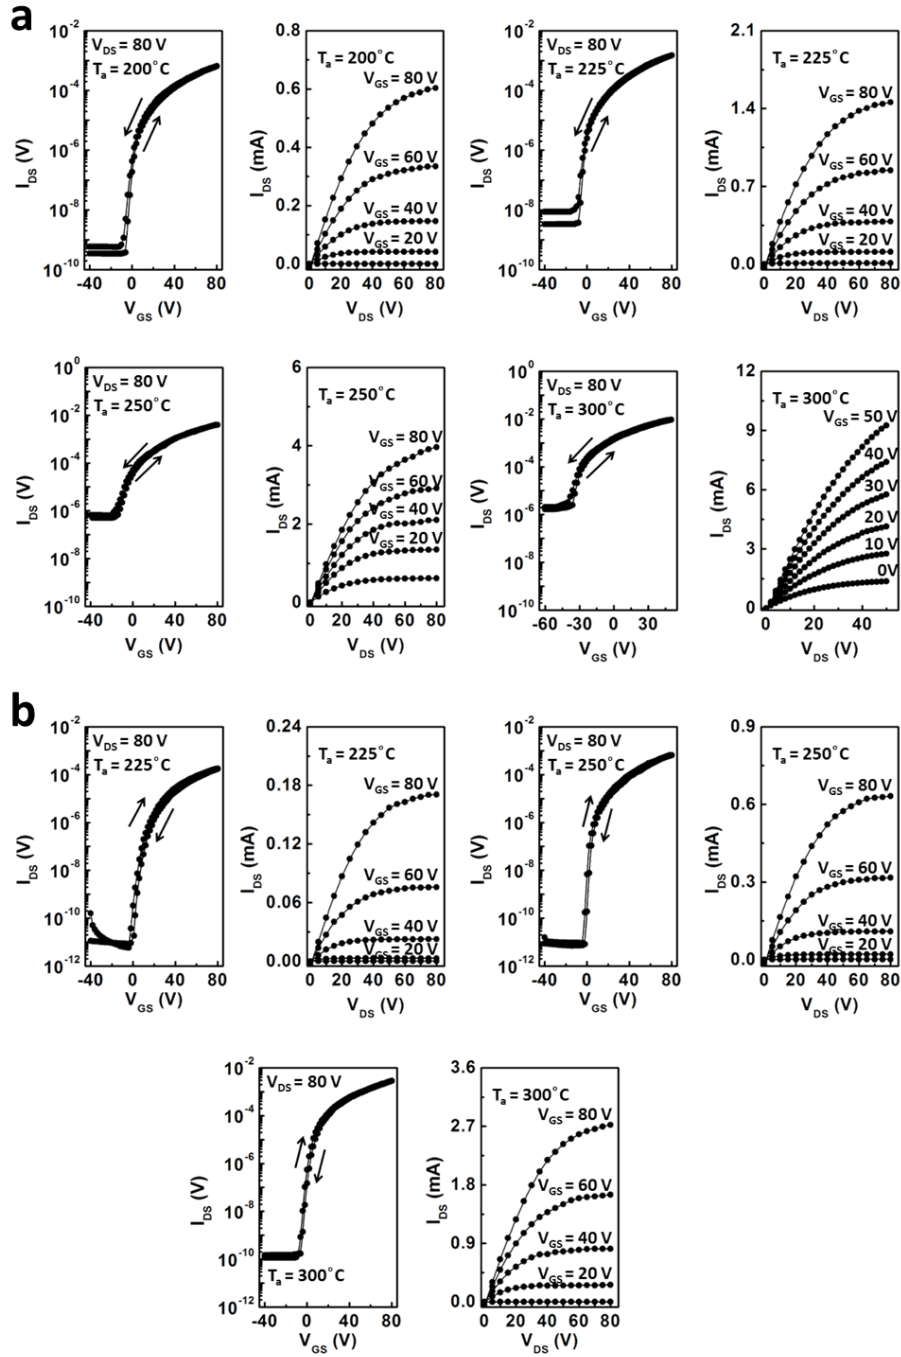 a
10⁻² 10⁻⁴ 10⁻⁶ 10⁻⁸ 10⁻¹⁰
I_DS (V)
V_DS = 80 V
T_a = 200°C
-40 0 40 80
V_GS (V)
0.8 0.6 0.4 0.2 0.0
I_DS (mA)
T_a = 200°C
V_GS = 80 V
V_GS = 60 V
V_GS = 40 V
V_GS = 20 V
0 20 40 60 80
V_DS (V)
10⁻² 10⁻⁴ 10⁻⁶ 10⁻⁸ 10⁻¹⁰
I_DS (V)
V_DS = 80 V
T_a = 225°C
-40 0 40 80
V_GS (V)
2.1 1.4 0.7 0.0
I_DS (mA)
T_a = 225°C
V_GS = 80 V
V_GS = 60 V
V_GS = 40 V
V_GS = 20 V
0 20 40 60 80
V_DS (V)
10⁰ 10⁻² 10⁻⁴ 10⁻⁶ 10⁻⁸ 10⁻¹⁰
I_DS (V)
V_DS = 80 V
T_a = 250°C
-40 0 40 80
V_GS (V)
6 4 2 0
I_DS (mA)
T_a = 250°C
V_GS = 80 V
V_GS = 60 V
V_GS = 40 V
V_GS = 20 V
0 20 40 60 80
V_DS (V)
10⁰ 10⁻² 10⁻⁴ 10⁻⁶ 10⁻⁸ 10⁻¹⁰
I_DS (V)
V_DS = 80 V
T_a = 300°C
-60 -30 0 30
V_GS (V)
12 9 6 3 0
I_DS (mA)
T_a = 300°C
V_GS = 50 V
40V
30V
20V
10 V
0V
0 20 40
V_DS (V)
b
10⁻² 10⁻⁴ 10⁻⁶ 10⁻⁸ 10⁻¹⁰ 10⁻¹²
I_DS (V)
V_DS = 80 V
T_a = 225°C
-40 0 40 80
V_GS (V)
0.24 0.18 0.12 0.06 0.00
I_DS (mA)
T_a = 225°C
V_GS = 80 V
V_GS = 60 V
V_GS = 40 V
V_GS = 20 V
0 20 40 60 80
V_DS (V)
10⁻² 10⁻⁴ 10⁻⁶ 10⁻⁸ 10⁻¹⁰ 10⁻¹²
I_DS (V)
V_DS = 80 V
T_a = 250°C
-40 0 40 80
V_GS (V)
0.9 0.6 0.3 0.0
I_DS (mA)
T_a = 250°C
V_GS = 80 V
V_GS = 60 V
V_GS = 40 V
V_GS = 20 V
0 20 40 60 80
V_DS (V)
10⁻² 10⁻⁴ 10⁻⁶ 10⁻⁸ 10⁻¹⁰ 10⁻¹²
I_DS (V)
V_DS = 80 V
T_a = 300°C
-40 0 40 80
V_GS (V)
3.6 2.7 1.8 0.9 0.0
I_DS (mA)
T_a = 300°C
V_GS = 80 V
V_GS = 60 V
V_GS = 40 V
V_GS = 20 V
0 20 40 60 80
V_DS (V)